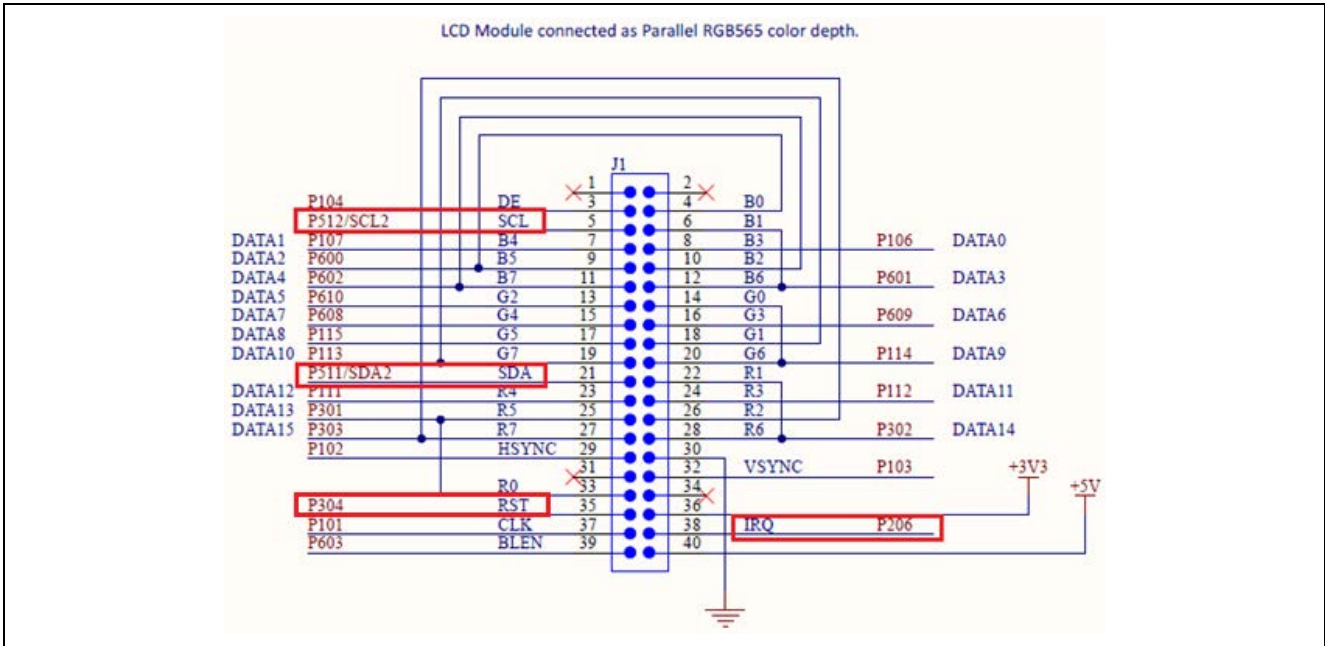 LCD Module connected as Parallel RGB565 color depth.
J1
1 2
P104 DE 3 4 B0
P512/SCL2 SCL 5 6 B1
DATA1 P107 B4 7 8 B3 P106 DATA0
DATA2 P600 B5 9 10 B2
DATA4 P602 B7 11 12 B6 P601 DATA3
DATA5 P610 G2 13 14 G0
DATA7 P608 G4 15 16 G3 P609 DATA6
DATA8 P115 G5 17 18 G1
DATA10 P113 G7 19 20 G6 P114 DATA9
P511/SDA2 SDA 21 22 R1
DATA12 P111 R4 23 24 R3 P112 DATA11
DATA13 P301 R5 25 26 R2
DATA15 P303 R7 27 28 R6 P302 DATA14
P102 HSYNC 29 30
31 32 VSYNC P103 +3V3
R0 33 34 +5V
P304 RST 35 36
P101 CLK 37 38 IRQ P206
P603 BLEN 39 40